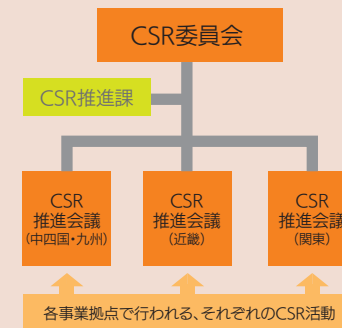 CSR委員会
CSR推進課
CSR
推進会議
(中四国・九州)
CSR
推進会議
(近畿)
CSR
推進会議
(関東)
各事業拠点で行われる、それぞれのCSR活動